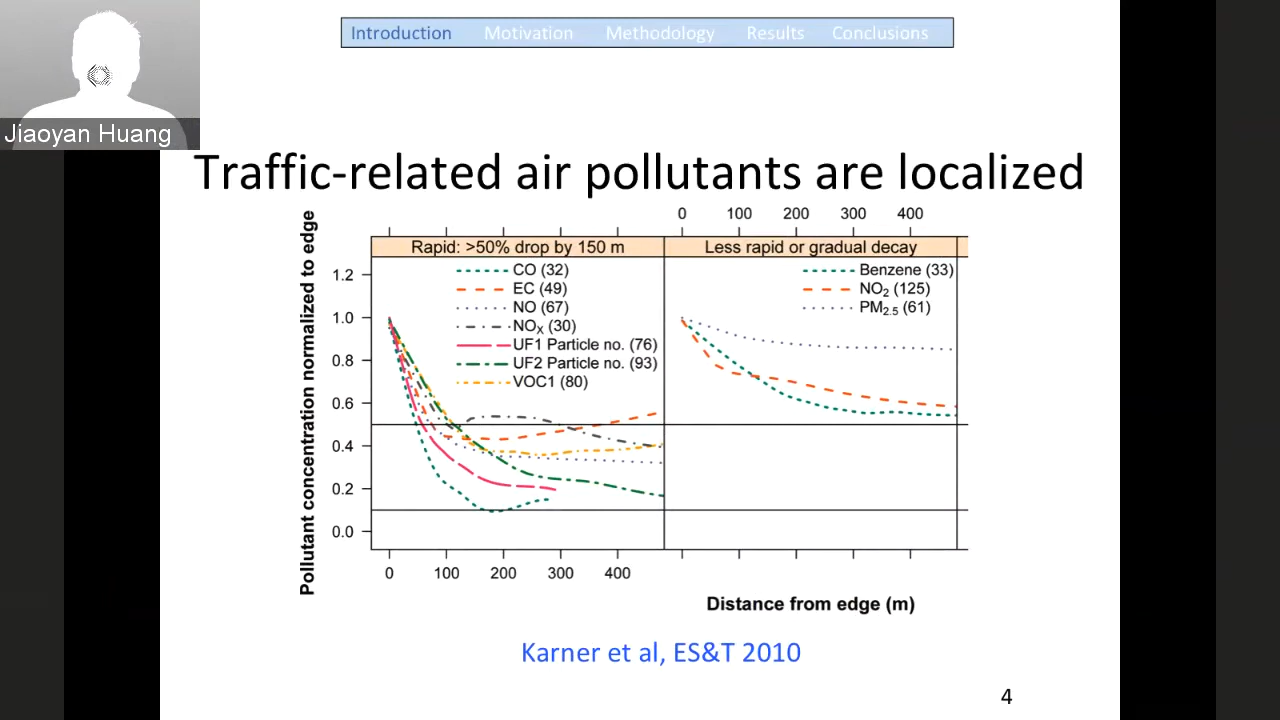 Introduction Motivation Methodology Results Conclusions
Jiaoyan Huang
Traffic-related air pollutants are localized
0 100 200 300 400
Rapid: >50% drop by 150 m
Less rapid or gradual decay
Pollutant concentration normalized to edge
1.2
1.0
0.8
0.6
0.4
0.2
0.0
CO (32)
EC (49)
NO (67)
NOX (30)
UF1 Particle no. (76)
UF2 Particle no. (93)
VOC1 (80)
Benzene (33)
NO2 (125)
PM2.5 (61)
0 100 200 300 400
Distance from edge (m)
Karner et al, ES&T 2010
4